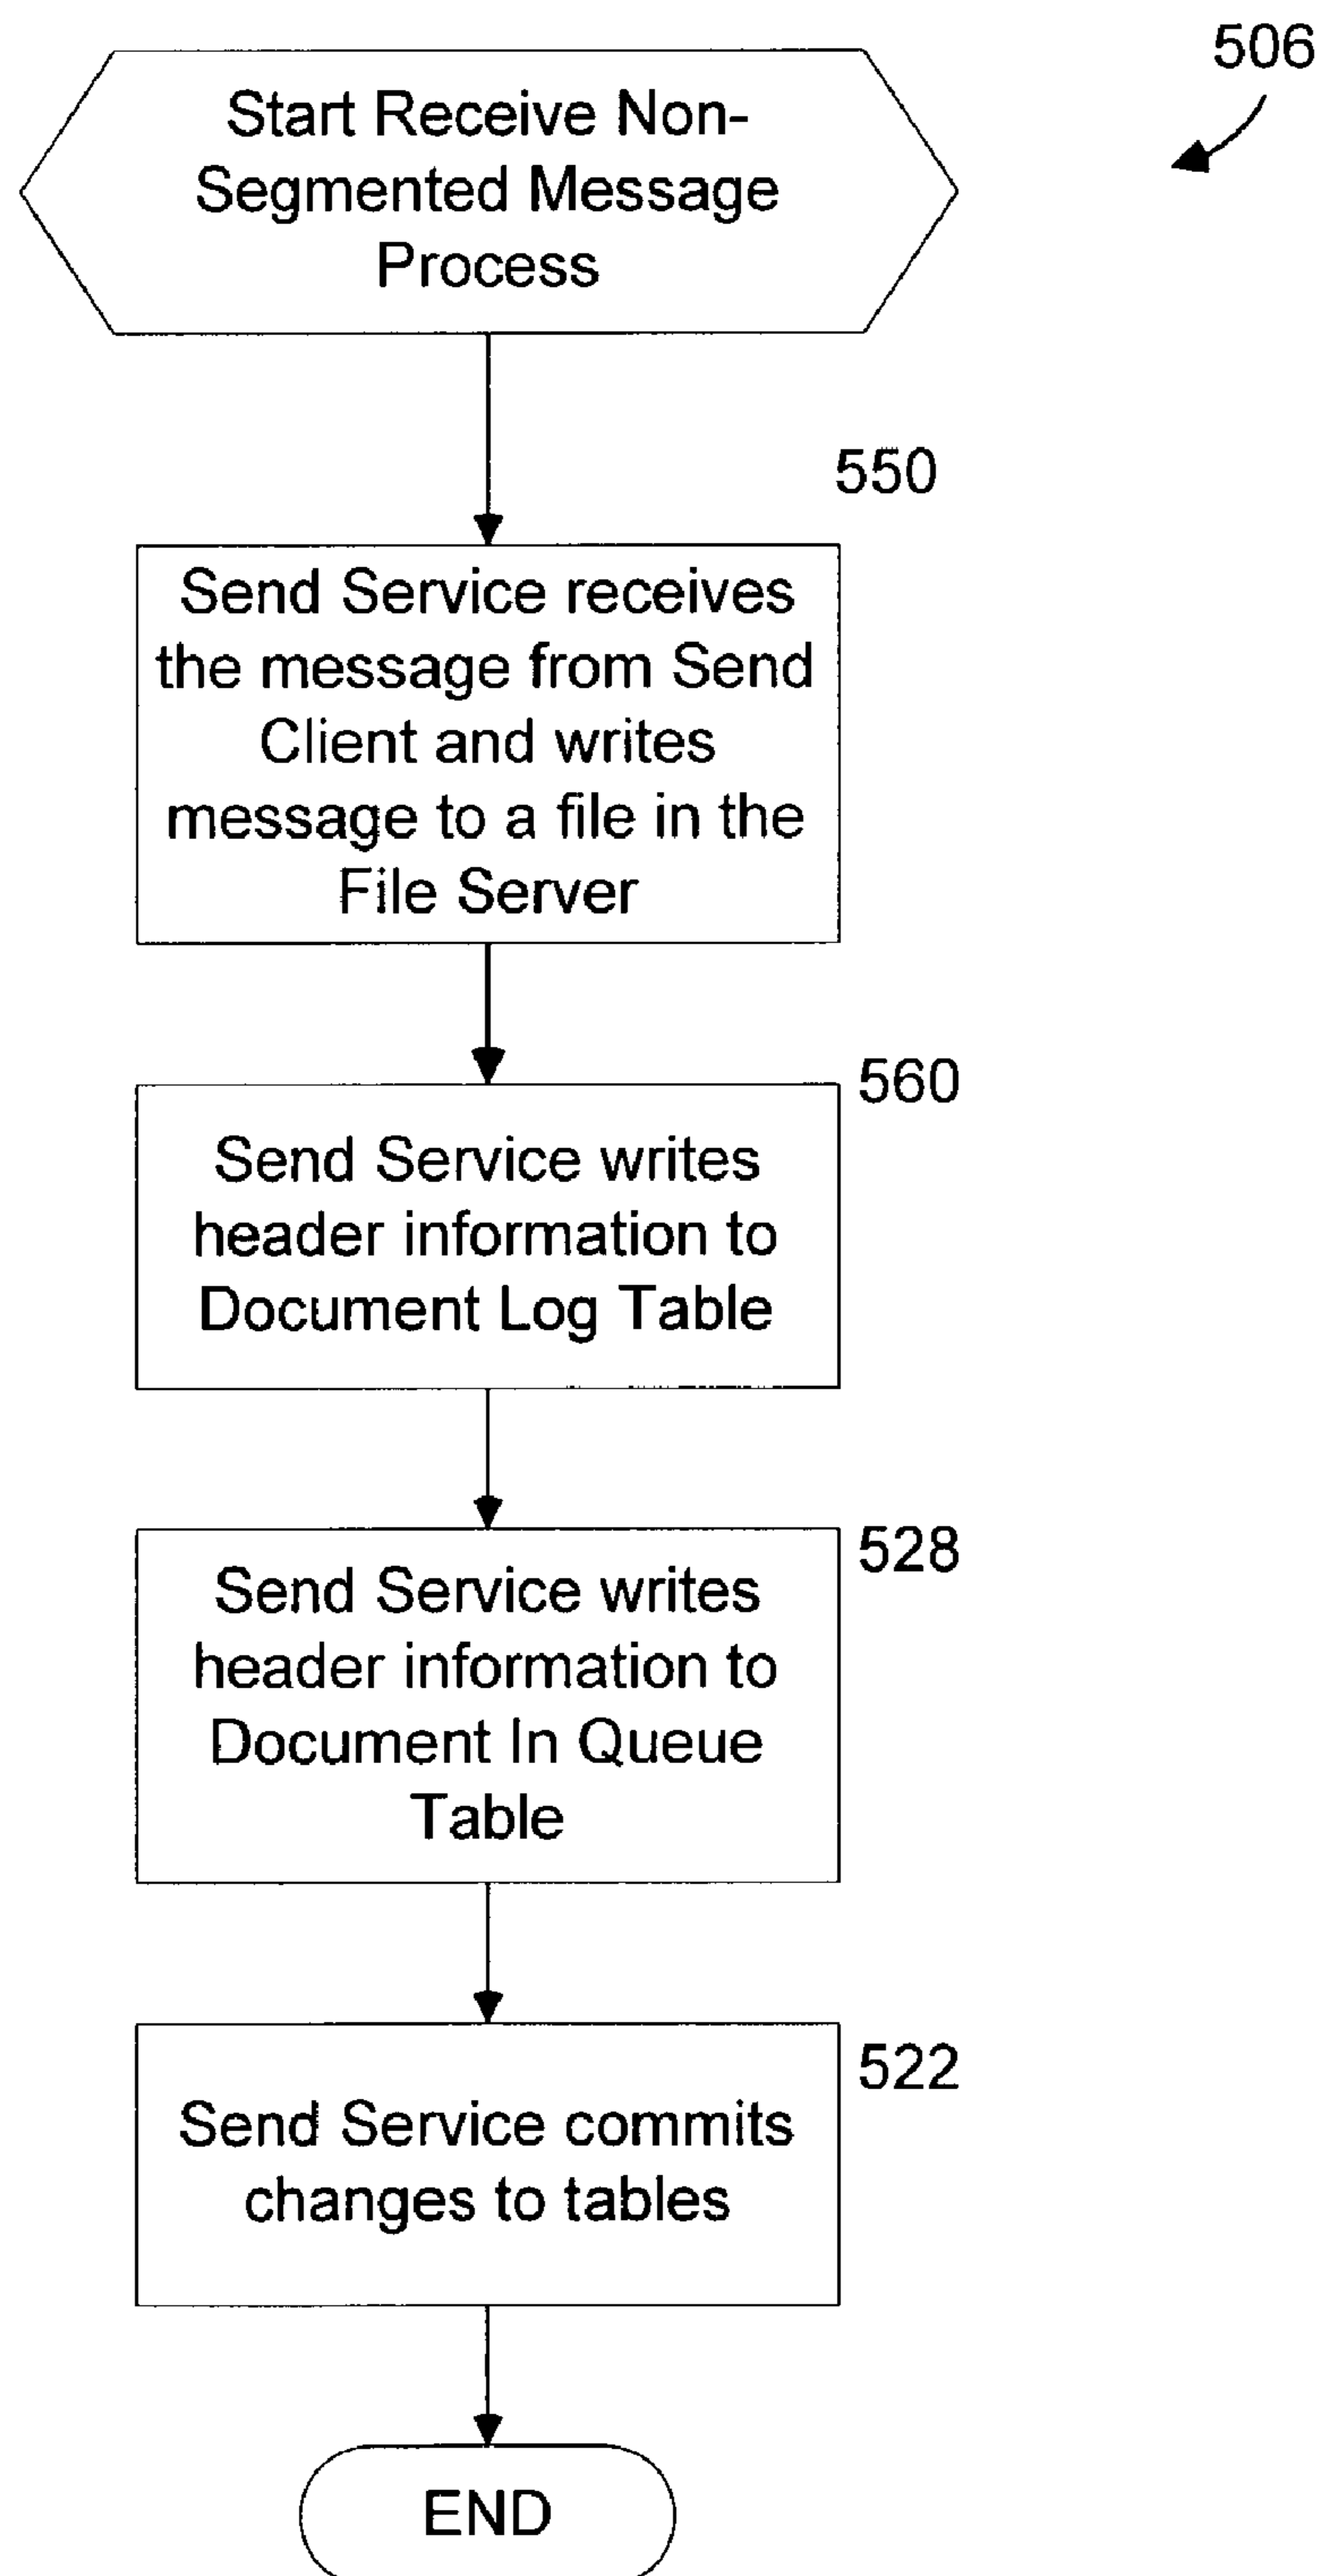 506
Start Receive Non-
Segmented Message
Process
550
Send Service receives
the message from Send
Client and writes
message to a file in the
File Server
560
Send Service writes
header information to
Document Log Table
528
Send Service writes
header information to
Document In Queue
Table
522
Send Service commits
changes to tables
END